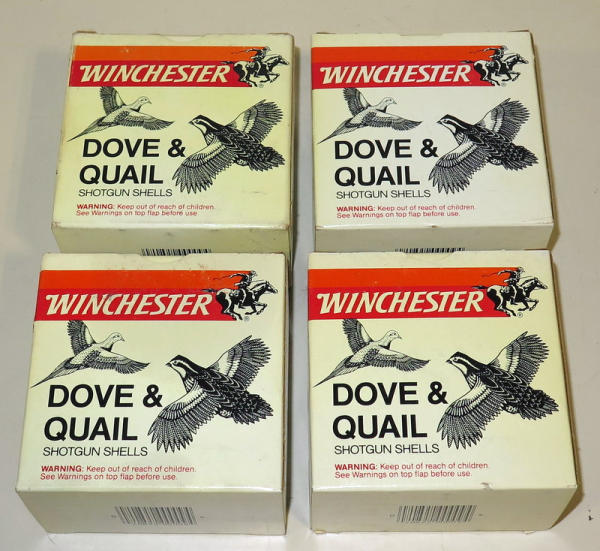 WINCHESTER
DOVE &
QUAIL
SHOTGUN SHELLS
WARNING: Keep out of reach of children.
See Warnings on top flap before use.
WINCHESTER
DOVE &
QUAIL
SHOTGUN SHELLS
WARNING: Keep out of reach of children.
See Warnings on top flap before use.
WINCHESTER
DOVE &
QUAIL
SHOTGUN SHELLS
WARNING: Keep out of reach of children.
See Warnings on top flap before use.
WINCHESTER
DOVE &
QUAIL
SHOTGUN SHELLS
WARNING: Keep out of reach of children.
See Warnings on top flap before use.